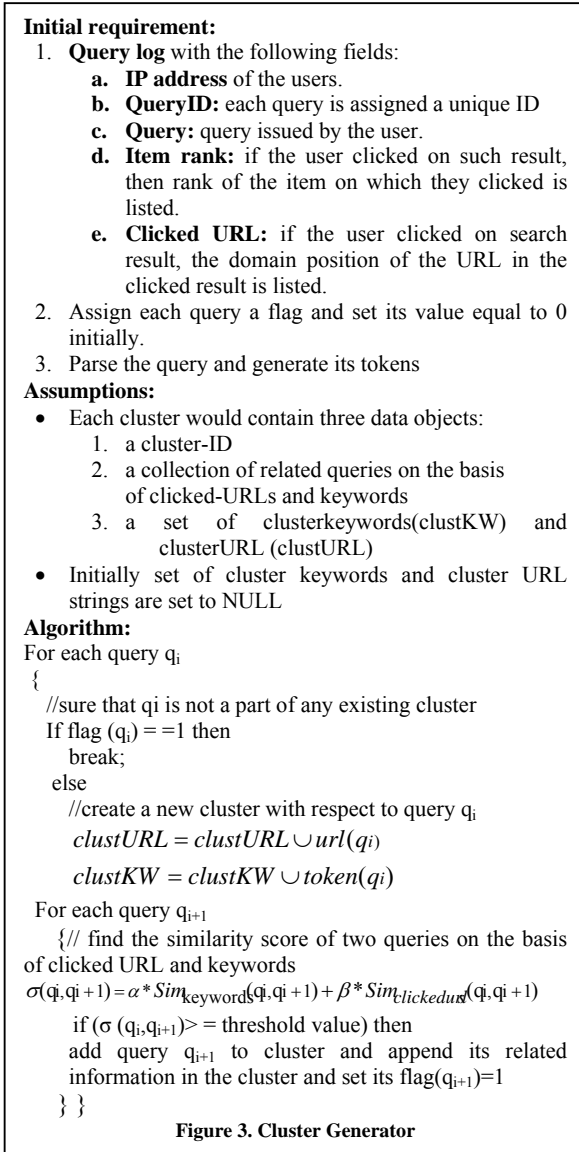 Initial requirement:
1. Query log with the following fields:
a. IP address of the users.
b. QueryID: each query is assigned a unique ID
c. Query: query issued by the user.
d. Item rank: if the user clicked on such result,
then rank of the item on which they clicked is
listed.
e. Clicked URL: if the user clicked on search
result, the domain position of the URL in the
clicked result is listed.
2. Assign each query a flag and set its value equal to 0
initially.
3. Parse the query and generate its tokens
Assumptions:
• Each cluster would contain three data objects:
1. a cluster-ID
2. a collection of related queries on the basis
of clicked-URLs and keywords
3. a set of clusterkeywords(clustKW) and
clusterURL (clustURL)
• Initially set of cluster keywords and cluster URL
strings are set to NULL
Algorithm:
For each query qi
{
//sure that qi is not a part of any existing cluster
If flag (qi) = =1 then
break;
else
//create a new cluster with respect to query qi
clustURL = clustURL ∪ url(qi)
clustKW = clustKW ∪ token(qi)
For each query qi+1
{// find the similarity score of two queries on the basis
of clicked URL and keywords
σ(qi,qi+1) = α* Simkeywords(qi,qi+1) + β* Simclickedurl(qi,qi+1)
if (σ (qi,qi+1)> = threshold value) then
add query qi+1 to cluster and append its related
information in the cluster and set its flag(qi+1)=1
} }
Figure 3. Cluster Generator